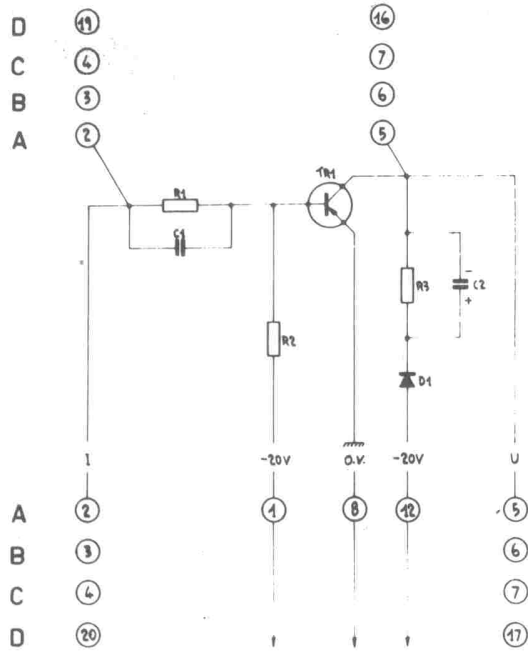 D 19 16
C 4 7
B 3 6
A 2 5
TR1
R1
C1
R3 C2
-
+
R2
D1
I -20V 0.V. -20V U
A 2 1 8 12 5
B 3 6
C 4 7
D 20 17